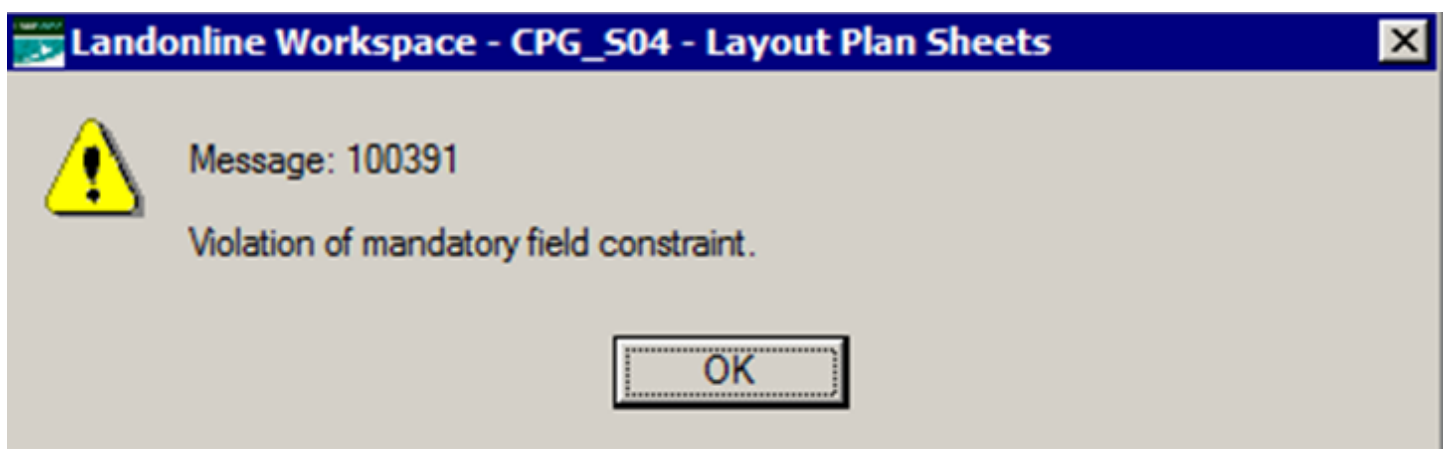 Landonline Workspace - CPG_S04 - Layout Plan Sheets
Message: 100391
Violation of mandatory field constraint.
OK